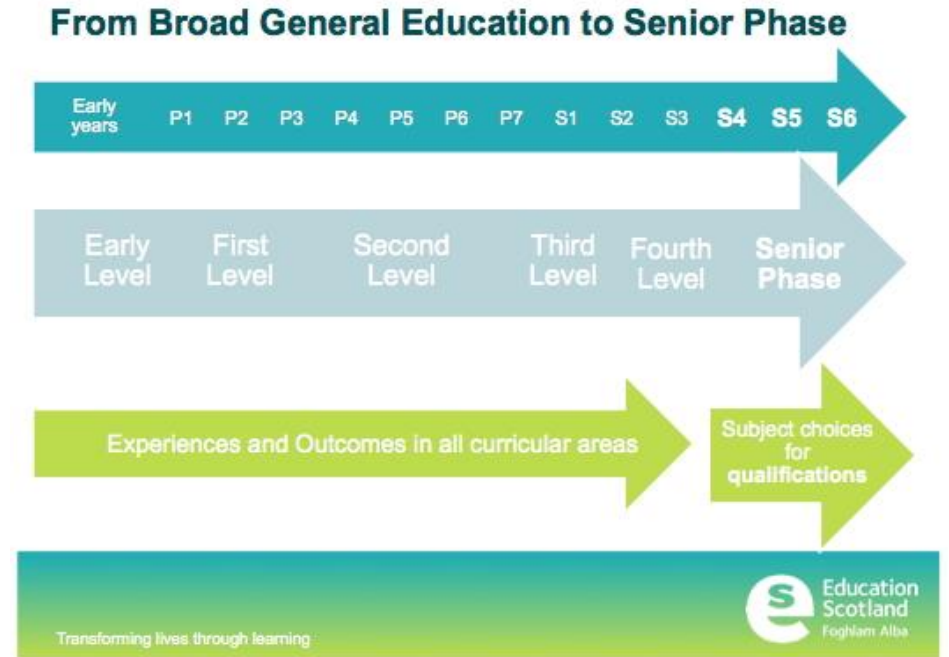 From Broad General Education to Senior Phase
Early
years
P1 P2 P3 P4 P5 P6 P7 S1 S2 S3 S4 S5 S6
Early
Level
First
Level
Second
Level
Third
Level
Fourth
Level
Senior
Phase
Experiences and Outcomes in all curricular areas
Subject choices
for
qualifications
Transforming lives through learning
Education
Scotland
Foghlam Alba